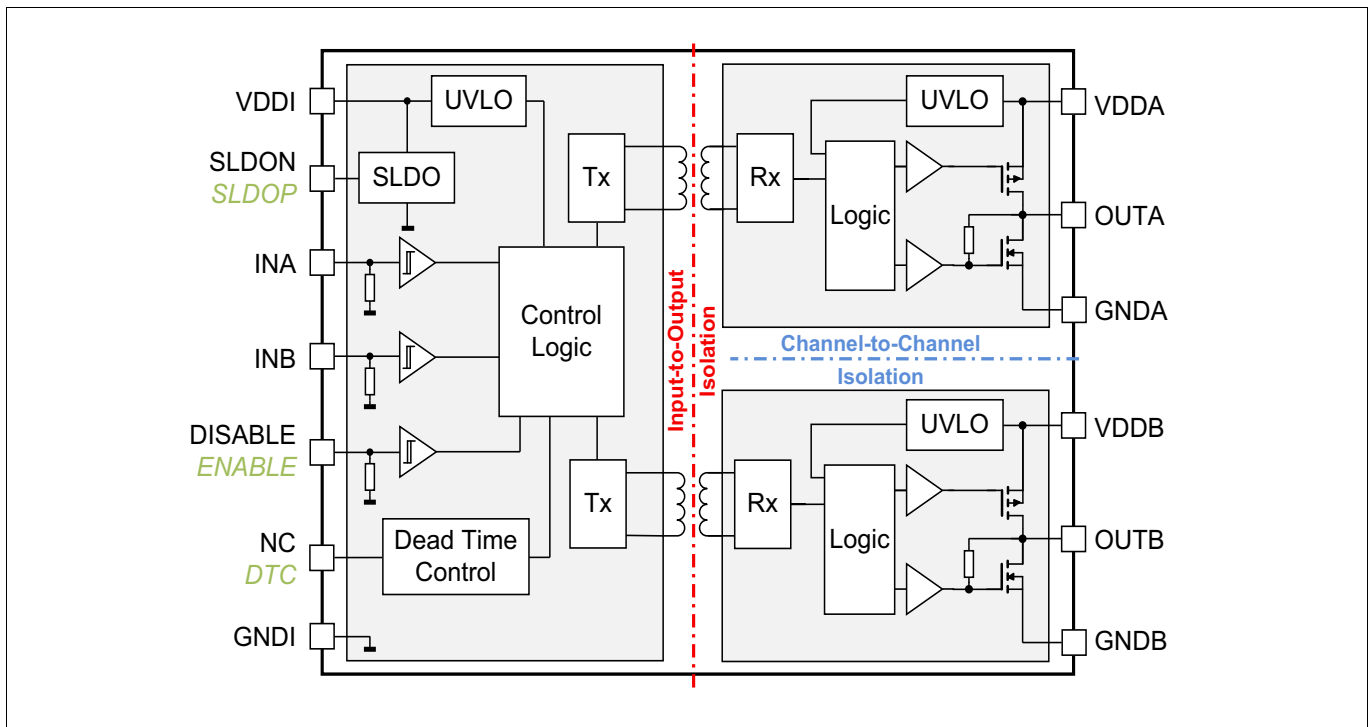 VDDI
SLDON
SLDOP
INA
INB
DISABLE
ENABLE
NC
DTC
GNDI
UVLO
SLDO
Tx
Control
Logic
Tx
Dead Time
Control
Input-to-Output
Isolation
UVLO
Rx
Logic
VDDA
OUTA
GNDA
Channel-to-Channel
Isolation
UVLO
Rx
Logic
VDDB
OUTB
GNDB